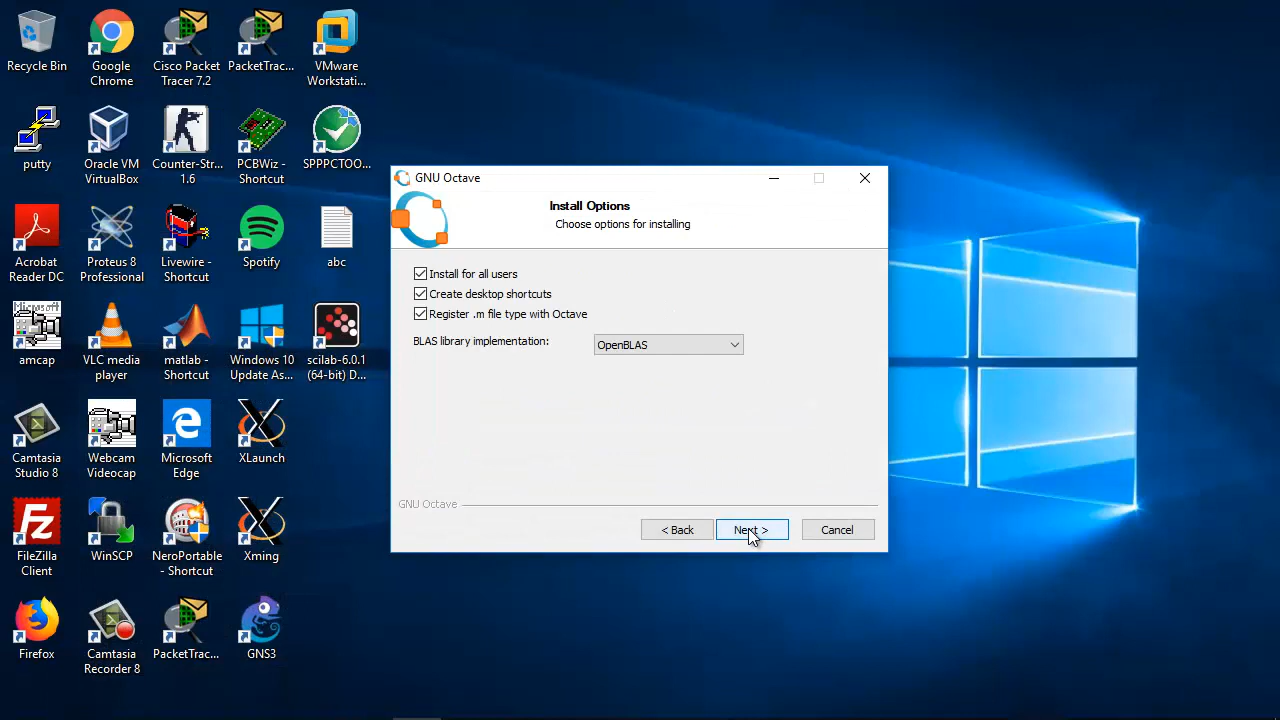 Recycle Bin
Google
Chrome
Cisco Packet
Tracer 7.2
PacketTrac...
VMware
Workstati...
putty
Oracle VM
VirtualBox
Counter-Str...
1.6
PCBWiz -
Shortcut
SPPPCTOO...
Acrobat
Reader DC
Proteus 8
Professional
Livewire -
Shortcut
Spotify
abc
Microsoft
amcap
VLC media
player
matlab -
Shortcut
Windows 10
Update As...
scilab-6.0.1
(64-bit) D...
Camtasia
Studio 8
Webcam
Videocap
Microsoft
Edge
XLaunch
FileZilla
Client
WinSCP
NeroPortable
- Shortcut
Xming
Firefox
Camtasia
Recorder 8
PacketTrac...
GNS3
GNU Octave
Install Options
Choose options for installing
Install for all users
Create desktop shortcuts
Register .m file type with Octave
BLAS library implementation:
OpenBLAS
GNU Octave
< Back
Next >
Cancel